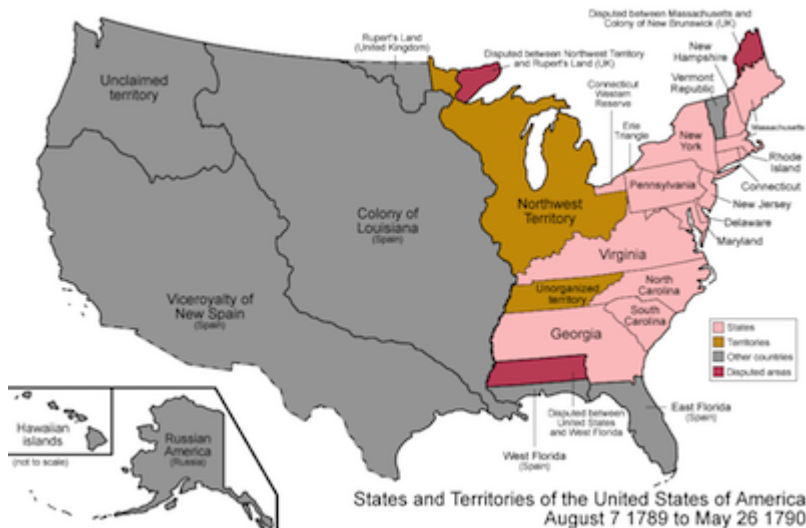 Disputed between Massachusetts and
Colony of New Brunswick (UK)
Rupert's Land
(United Kingdom)
Disputed between Northwest Territory
and Rupert's Land (UK)
New
Hampshire
Vermont
Republic
Unclaimed
territory
Connecticut
Western
Reserve
Erie
Triangle
Massachusetts
New
York
Rhode
Island
Pennsylvania
Connecticut
New Jersey
Northwest
Territory
Delaware
Maryland
Colony of
Louisiana
(Spain)
Virginia
Viceroyalty of
New Spain
(Spain)
Unorganized
territory
North
Carolina
South
Carolina
Georgia
States
Territories
Other countries
Disputed areas
East Florida
(Spain)
Disputed between
United States
and West Florida
West Florida
(Spain)
Hawaiian
islands
(not to scale)
Russian
America
(Russia)
States and Territories of the United States of America
August 7 1789 to May 26 1790